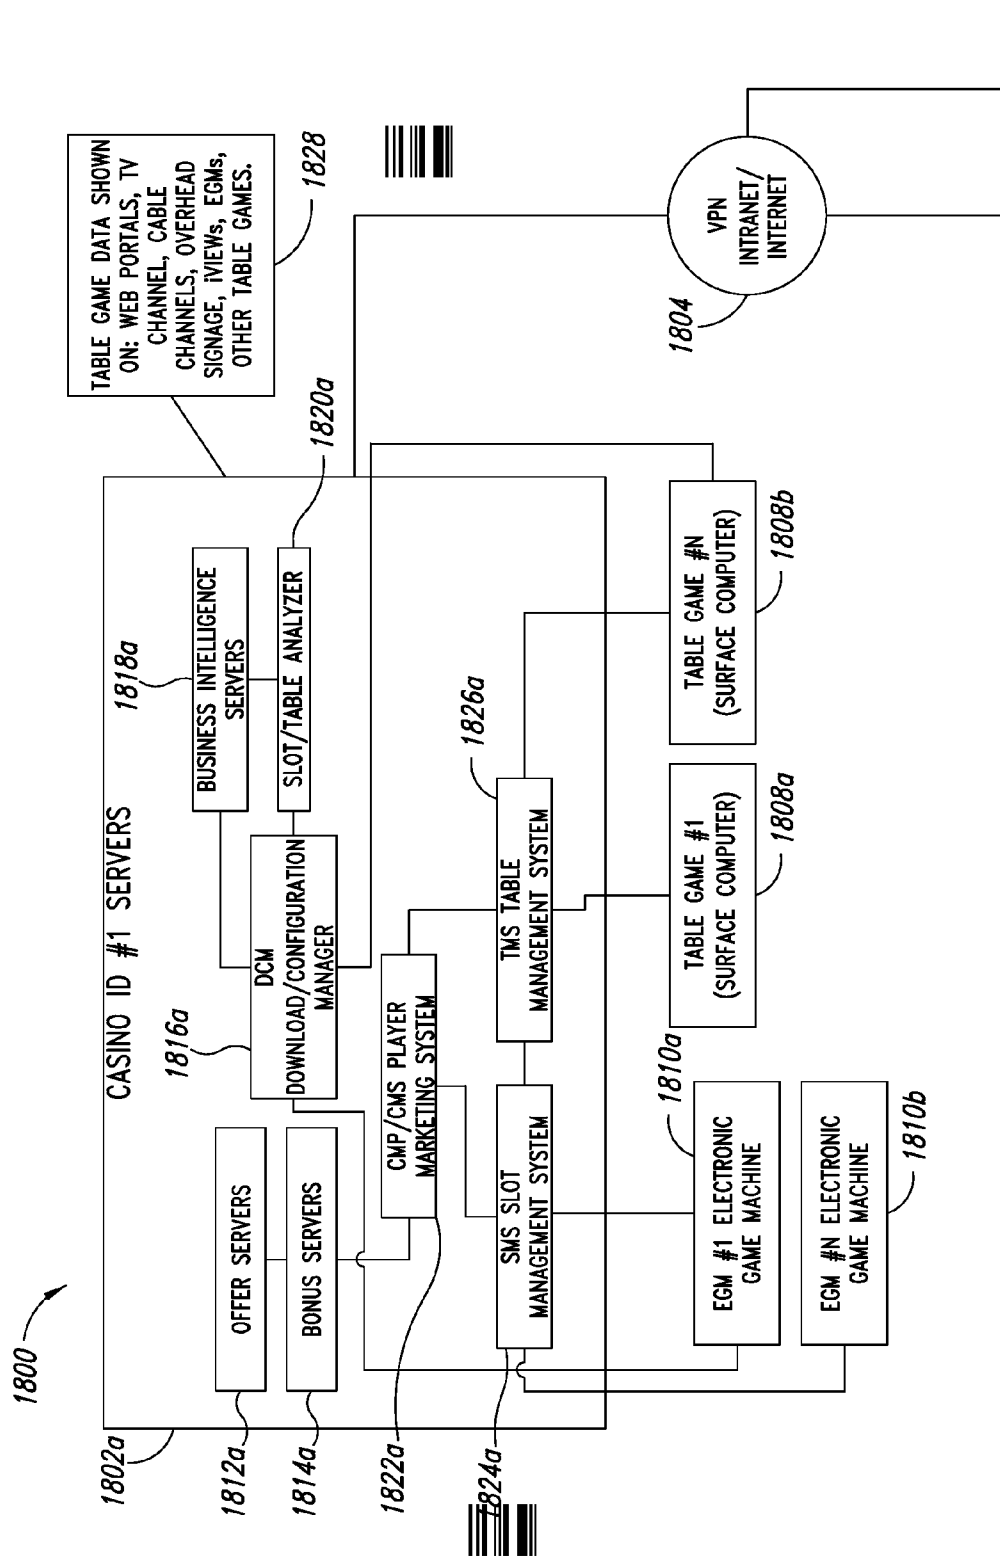 1800
1802a
CASINO ID #1 SERVERS
1812a
OFFER SERVERS
1814a
BONUS SERVERS
1816a
DCM
DOWNLOAD/CONFIGURATION
MANAGER
1818a
BUSINESS INTELLIGENCE
SERVERS
SLOT/TABLE ANALYZER
1820a
TABLE GAME DATA SHOWN
ON: WEB PORTALS, TV
CHANNEL, CABLE
CHANNELS, OVERHEAD
SIGNAGE, iVIEWs, EGMs,
OTHER TABLE GAMES.
1828
1822a
CMP/CMS PLAYER
MARKETING SYSTEM
1824a
SMS SLOT
MANAGEMENT SYSTEM
TMS TABLE
MANAGEMENT SYSTEM
1826a
EGM #1 ELECTRONIC
GAME MACHINE
1810a
EGM #N ELECTRONIC
GAME MACHINE
1810b
TABLE GAME #1
(SURFACE COMPUTER)
1808a
TABLE GAME #N
(SURFACE COMPUTER)
1808b
VPN
INTRANET/
INTERNET
1804